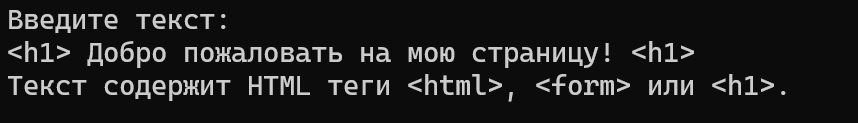 Введите текст:
<h1> Добро пожаловать на мою страницу! <h1>
Текст содержит HTML теги <html>, <form> или <h1>.